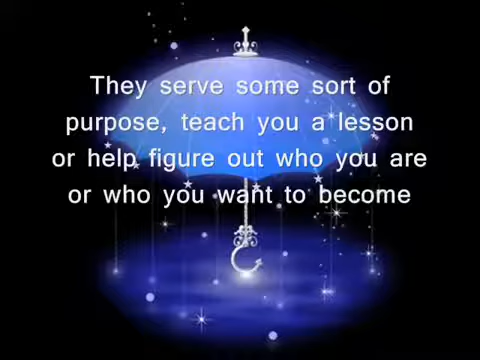 They serve some sort of
purpose, teach you a lesson
or help figure out who you are
or who you want to become